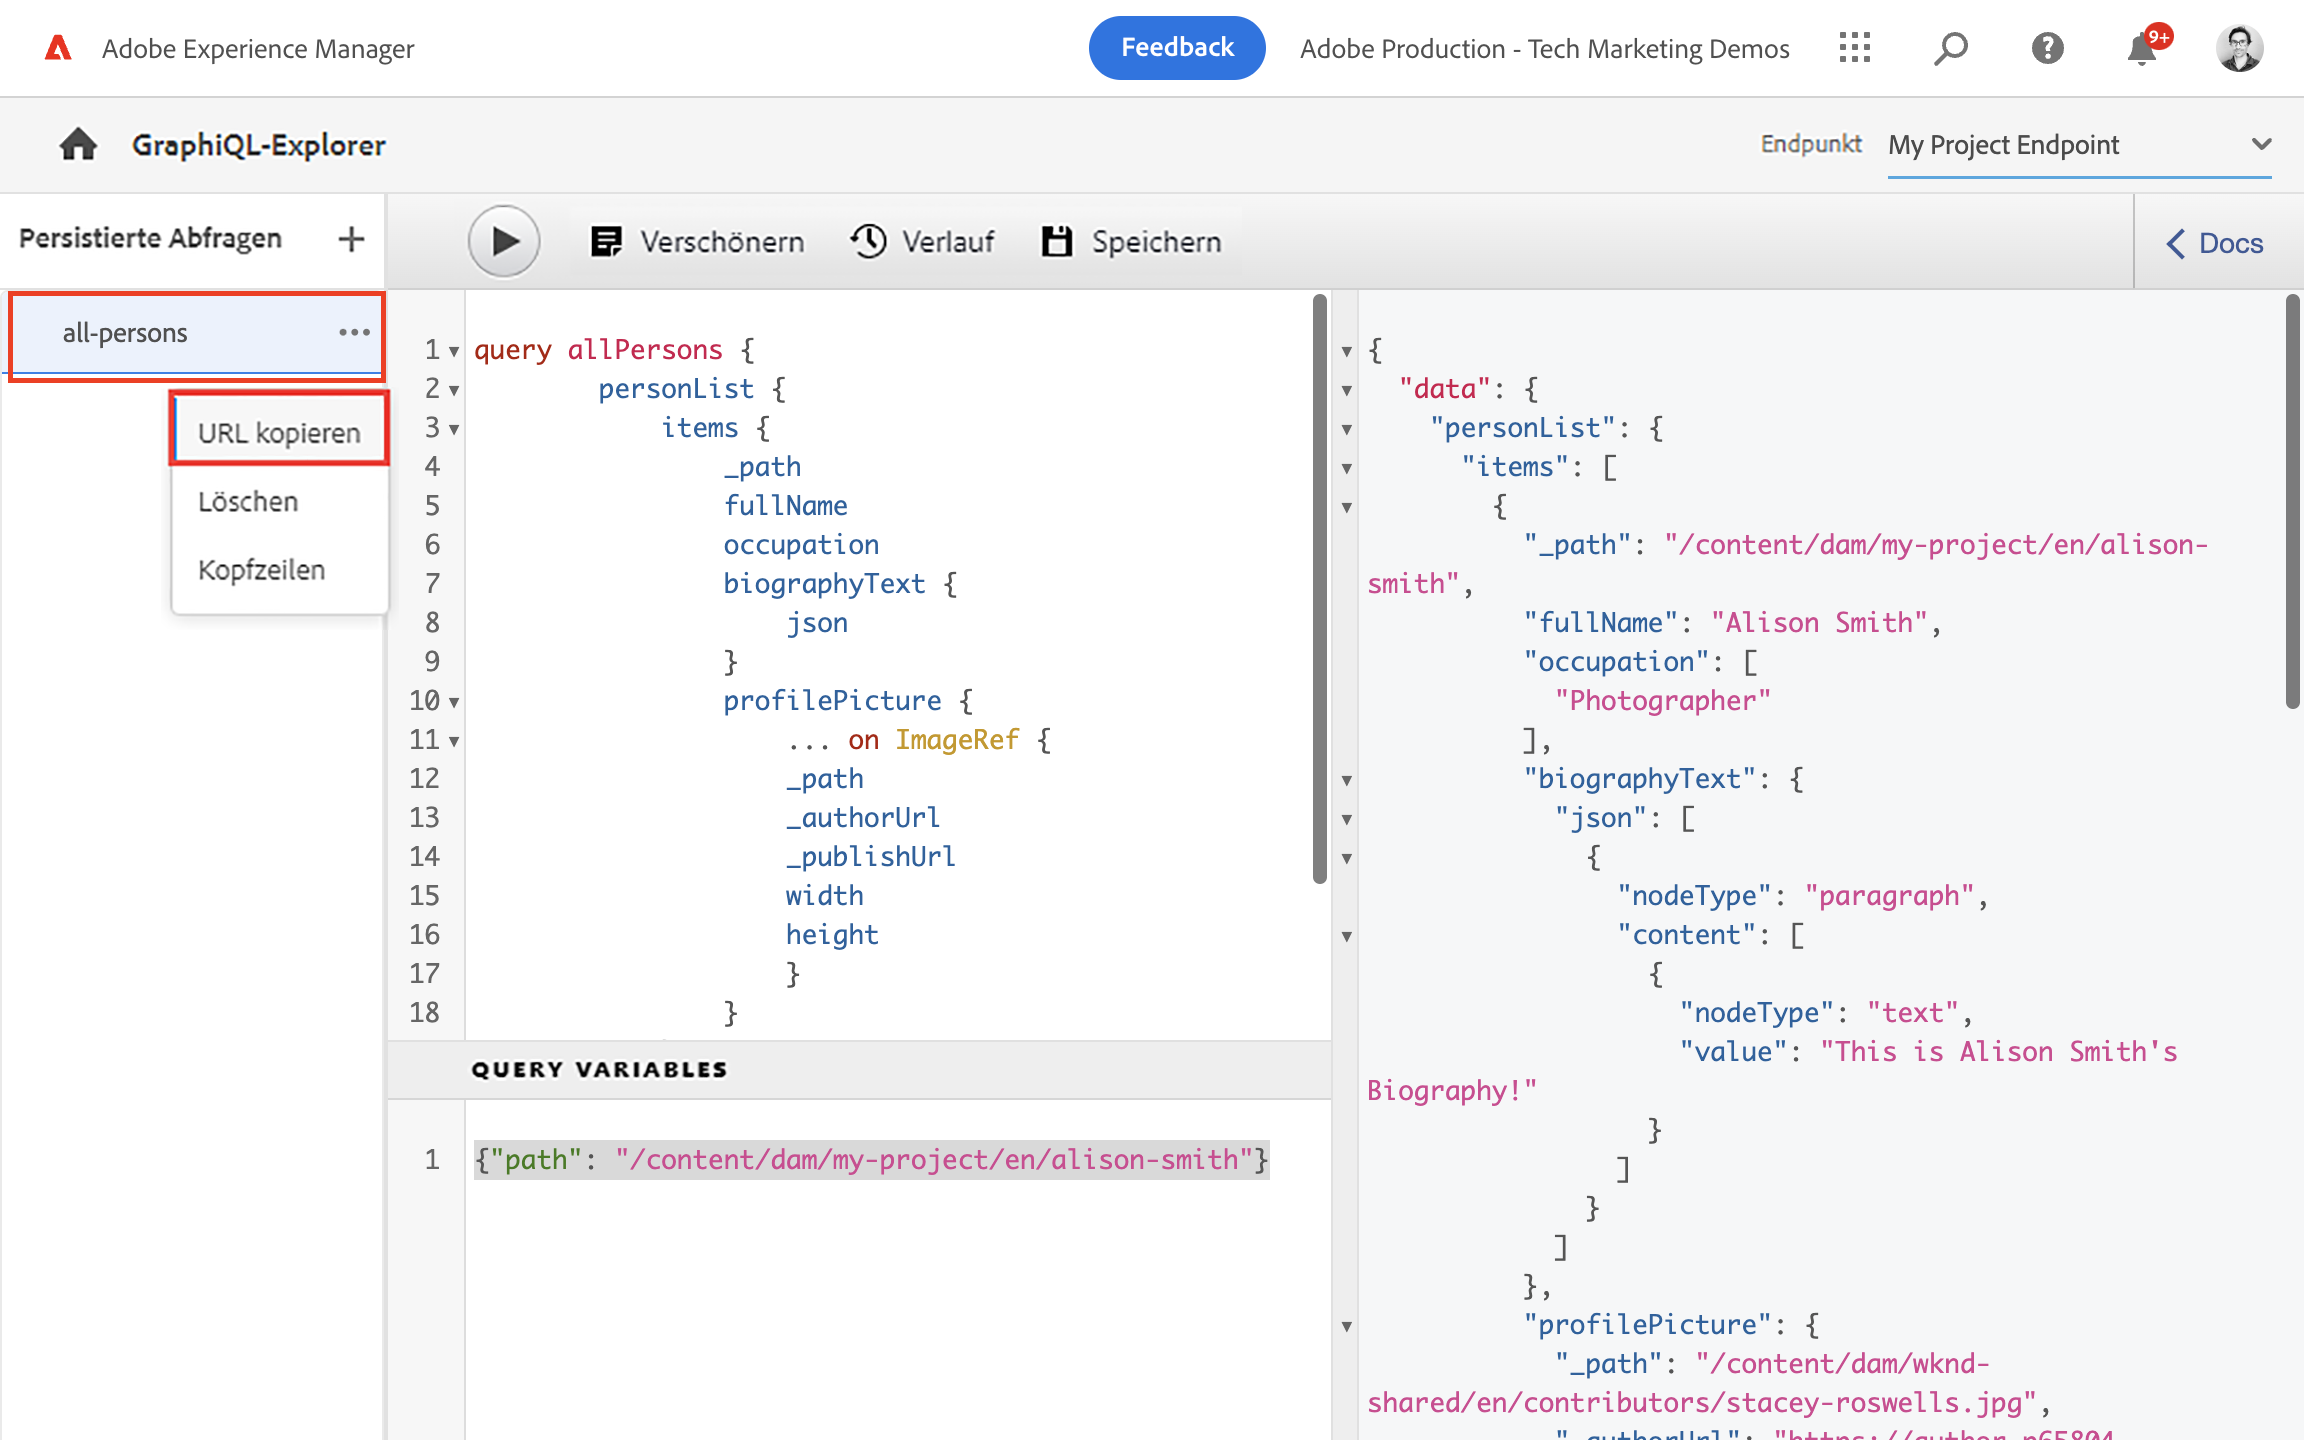 Adobe Experience Manager
Feedback
Adobe Production - Tech Marketing Demos
9+
GraphiQL-Explorer
Endpunkt
My Project Endpoint
Persistierte Abfragen +
Verschönern
Verlauf
Speichern
Docs
all-persons
URL kopieren
Löschen
Kopfzeilen
1 query allPersons {
2 personList {
3 items {
4 _path
5 fullName
6 occupation
7 biographyText {
8 json
9 }
10 profilePicture {
11 ... on ImageRef {
12 _path
13 _authorUrl
14 _publishUrl
15 width
16 height
17 }
18 }
QUERY VARIABLES
1 {"path": "/content/dam/my-project/en/alison-smith"}
{
"data": {
"personList": {
"items": [
{
"_path": "/content/dam/my-project/en/alison-
smith",
"fullName": "Alison Smith",
"occupation": [
"Photographer"
],
"biographyText": {
"json": [
{
"nodeType": "paragraph",
"content": [
{
"nodeType": "text",
"value": "This is Alison Smith's
Biography!"
}
]
}
]
},
"profilePicture": {
"_path": "/content/dam/wknd-
shared/en/contributors/stacey-roswells.jpg",
"_authorUrl": "https://author-p65804-